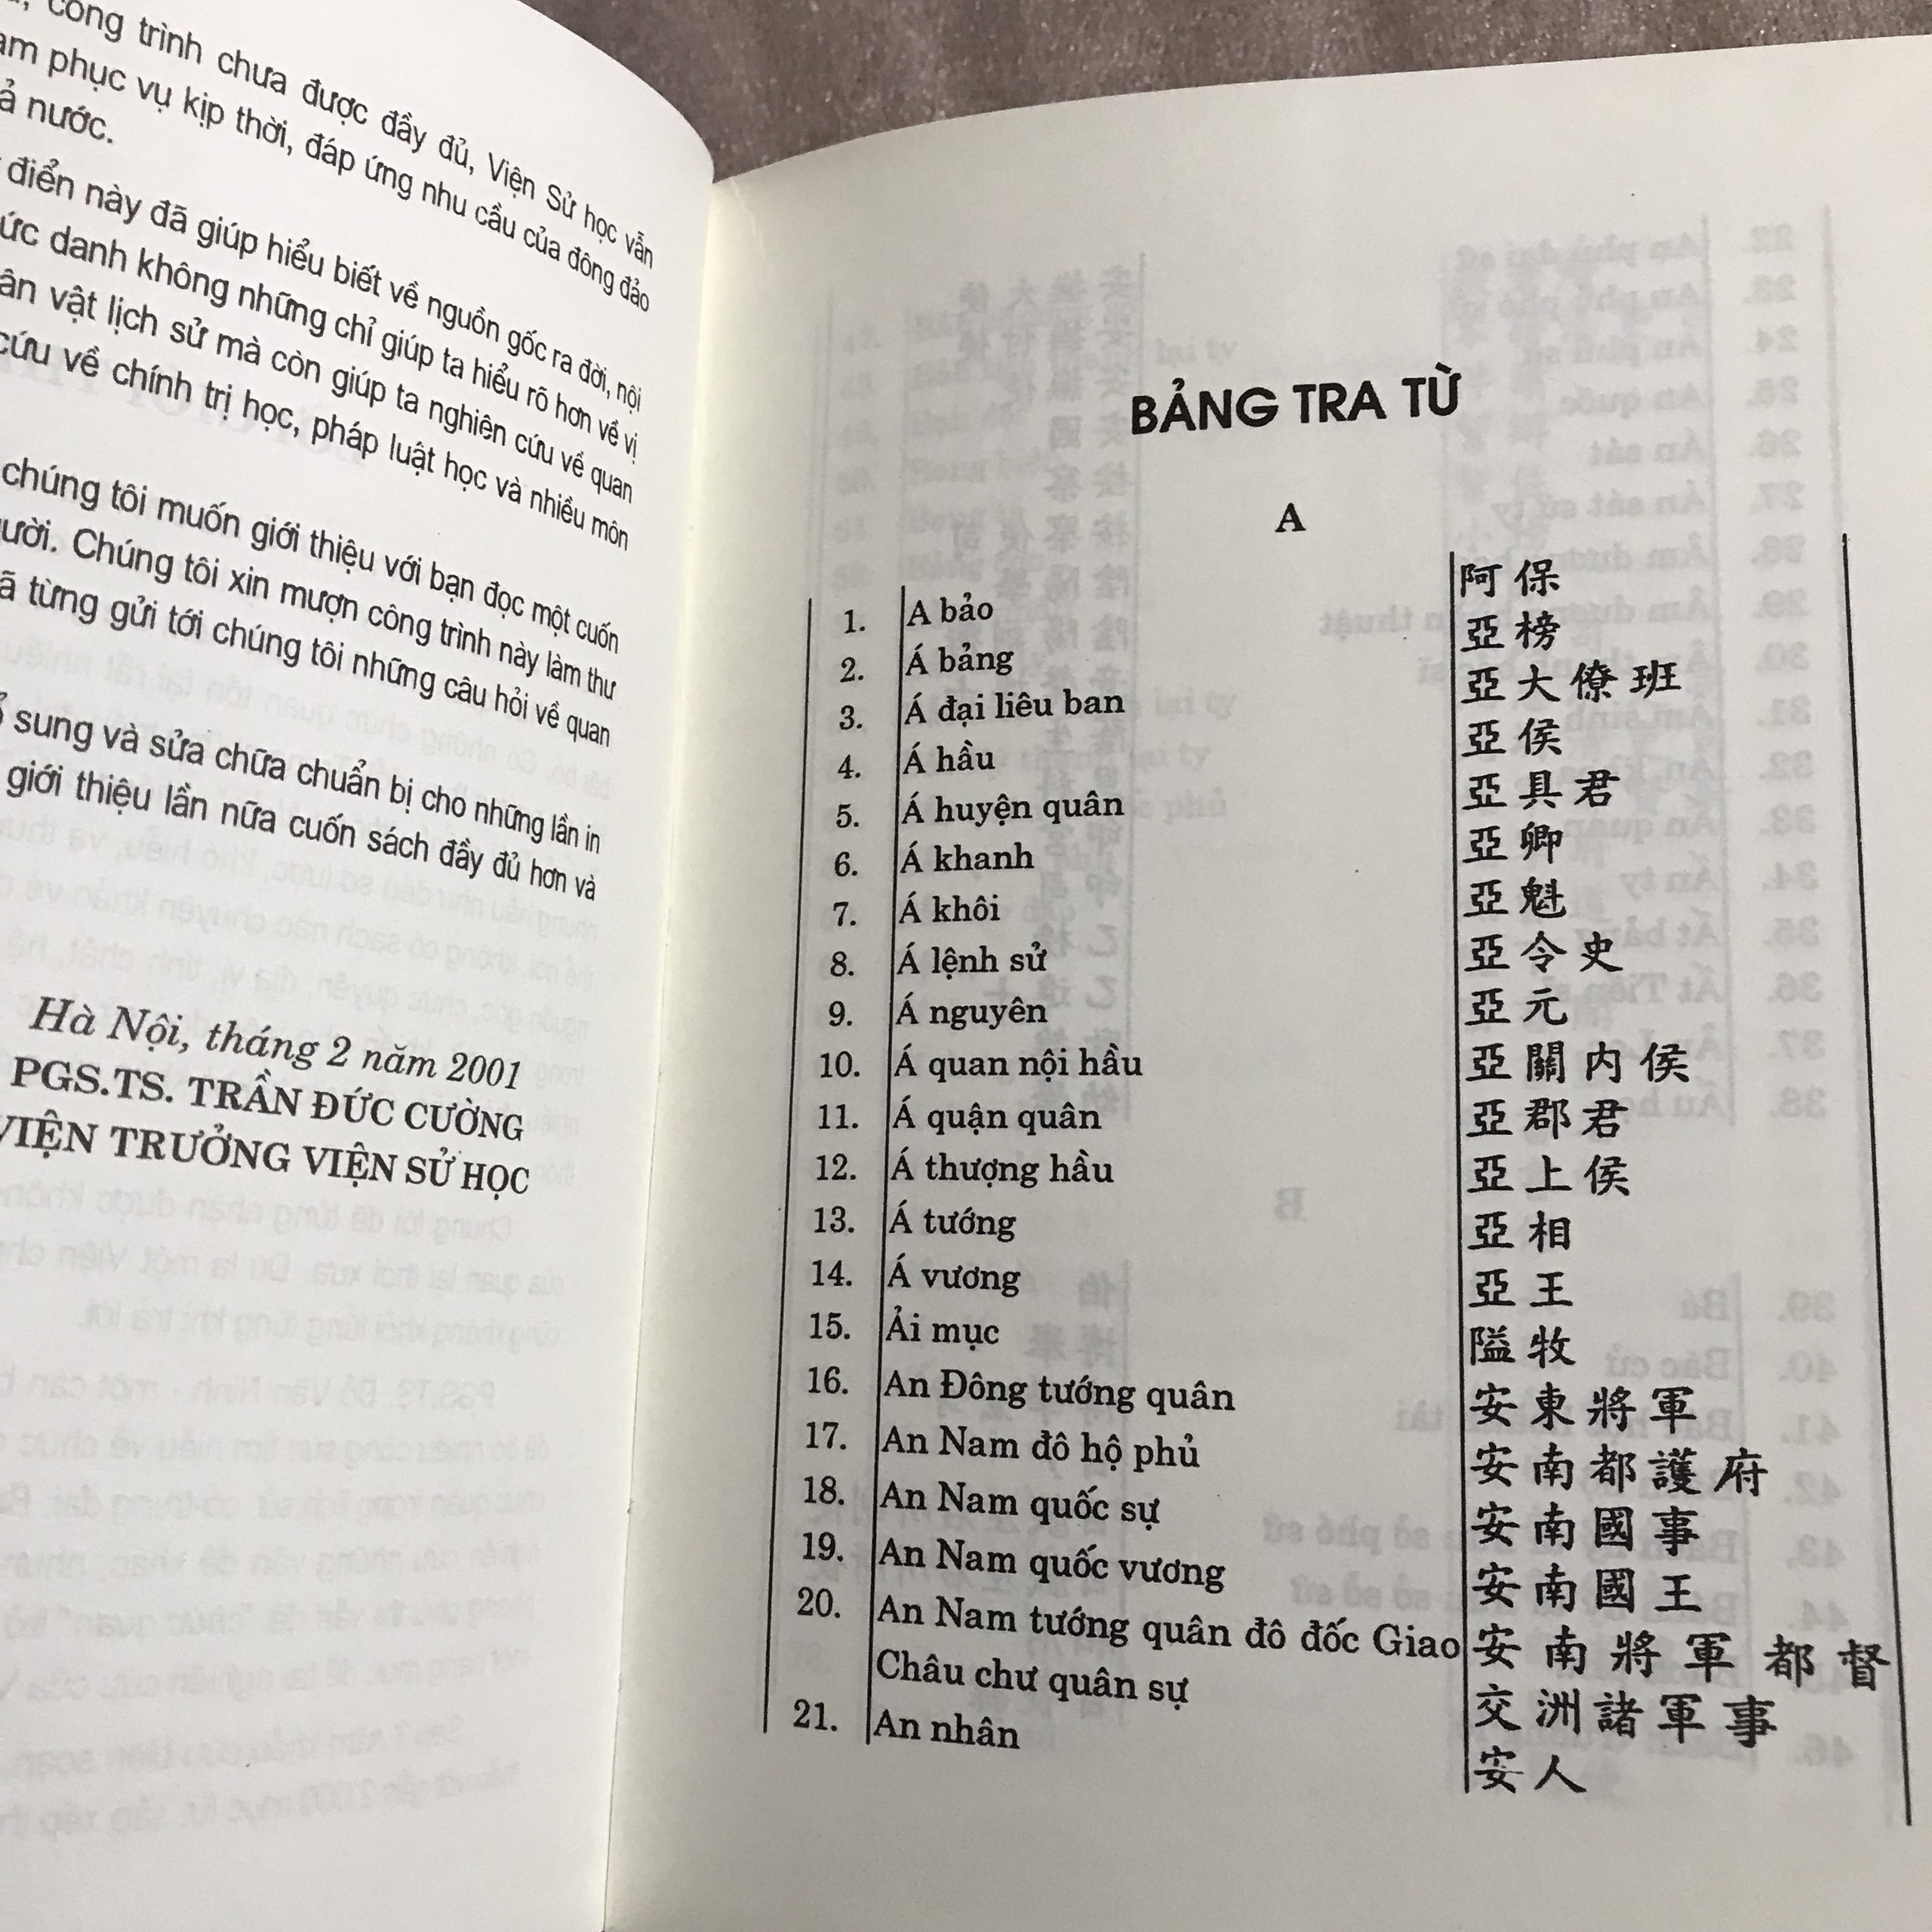 công trình chưa được đầy đủ, Viện Sử học vẫn
phục vụ kịp thời, đáp ứng nhu cầu của đông đảo
nước.
điển này đã giúp hiểu biết về nguồn gốc ra đời, nội
danh không những chỉ giúp ta hiểu rõ hơn về vị
vật lịch sử mà còn giúp ta nghiên cứu về quan
cứu về chính trị học, pháp luật học và nhiều môn
chúng tôi muốn giới thiệu với bạn đọc một cuốn
Chúng tôi xin mượn công trình này làm thư
từng gửi tới chúng tôi những câu hỏi về quan
sung và sửa chữa chuẩn bị cho những lần in
giới thiệu lần nữa cuốn sách đầy đủ hơn và
Hà Nội, tháng 2 năm 2001
PGS.TS. TRẦN ĐỨC CƯỜNG
VIỆN TRƯỞNG VIỆN SỬ HỌC
BẢNG TRA TỪ
A
1. A bảo 阿保
2. Á bảng 亞榜
3. Á đại liêu ban 亞大僚班
4. Á hầu 亞侯
5. Á huyện quân 亞具君
6. Á khanh 亞卿
7. Á khôi 亞魁
8. Á lệnh sử 亞令史
9. Á nguyên 亞元
10. Á quan nội hầu 亞關内侯
11. Á quận quân 亞郡君
12. Á thượng hầu 亞上侯
13. Á tướng 亞相
14. Á vương 亞王
15. Ải mục 隘牧
16. An Đông tướng quân 安東將軍
17. An Nam đô hộ phủ 安南都護府
18. An Nam quốc sự 安南國事
19. An Nam quốc vương 安南國王
20. An Nam tướng quân đô đốc Giao 安南將軍都督
Châu chư quân sự 交洲諸軍事
21. An nhân 安人